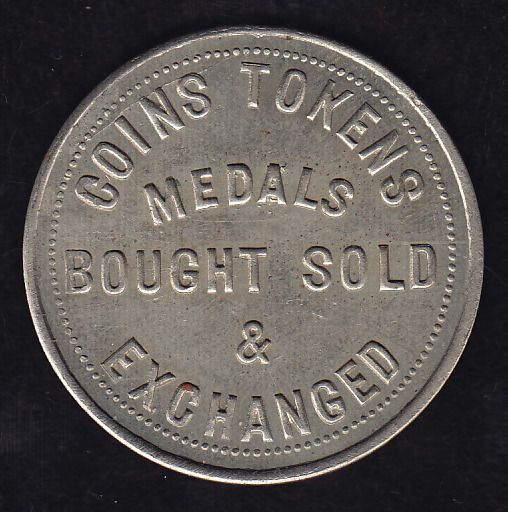 COINS TOKENS
MEDALS
BOUGHT SOLD
&
EXCHANGED